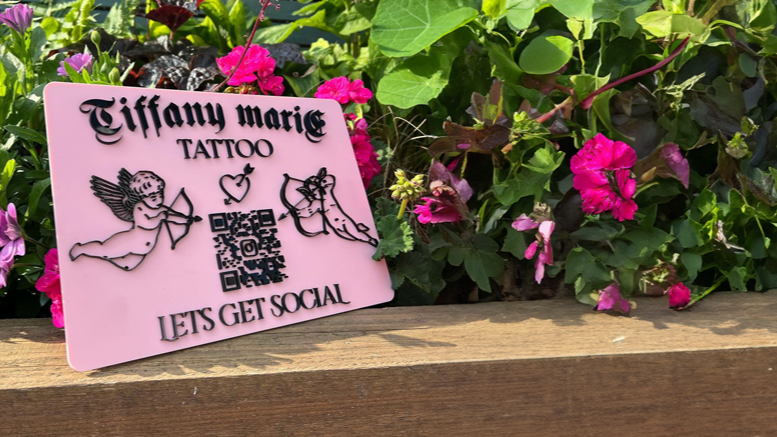 Tiffany mariE
TATTOO
LETS GET SOCIAL